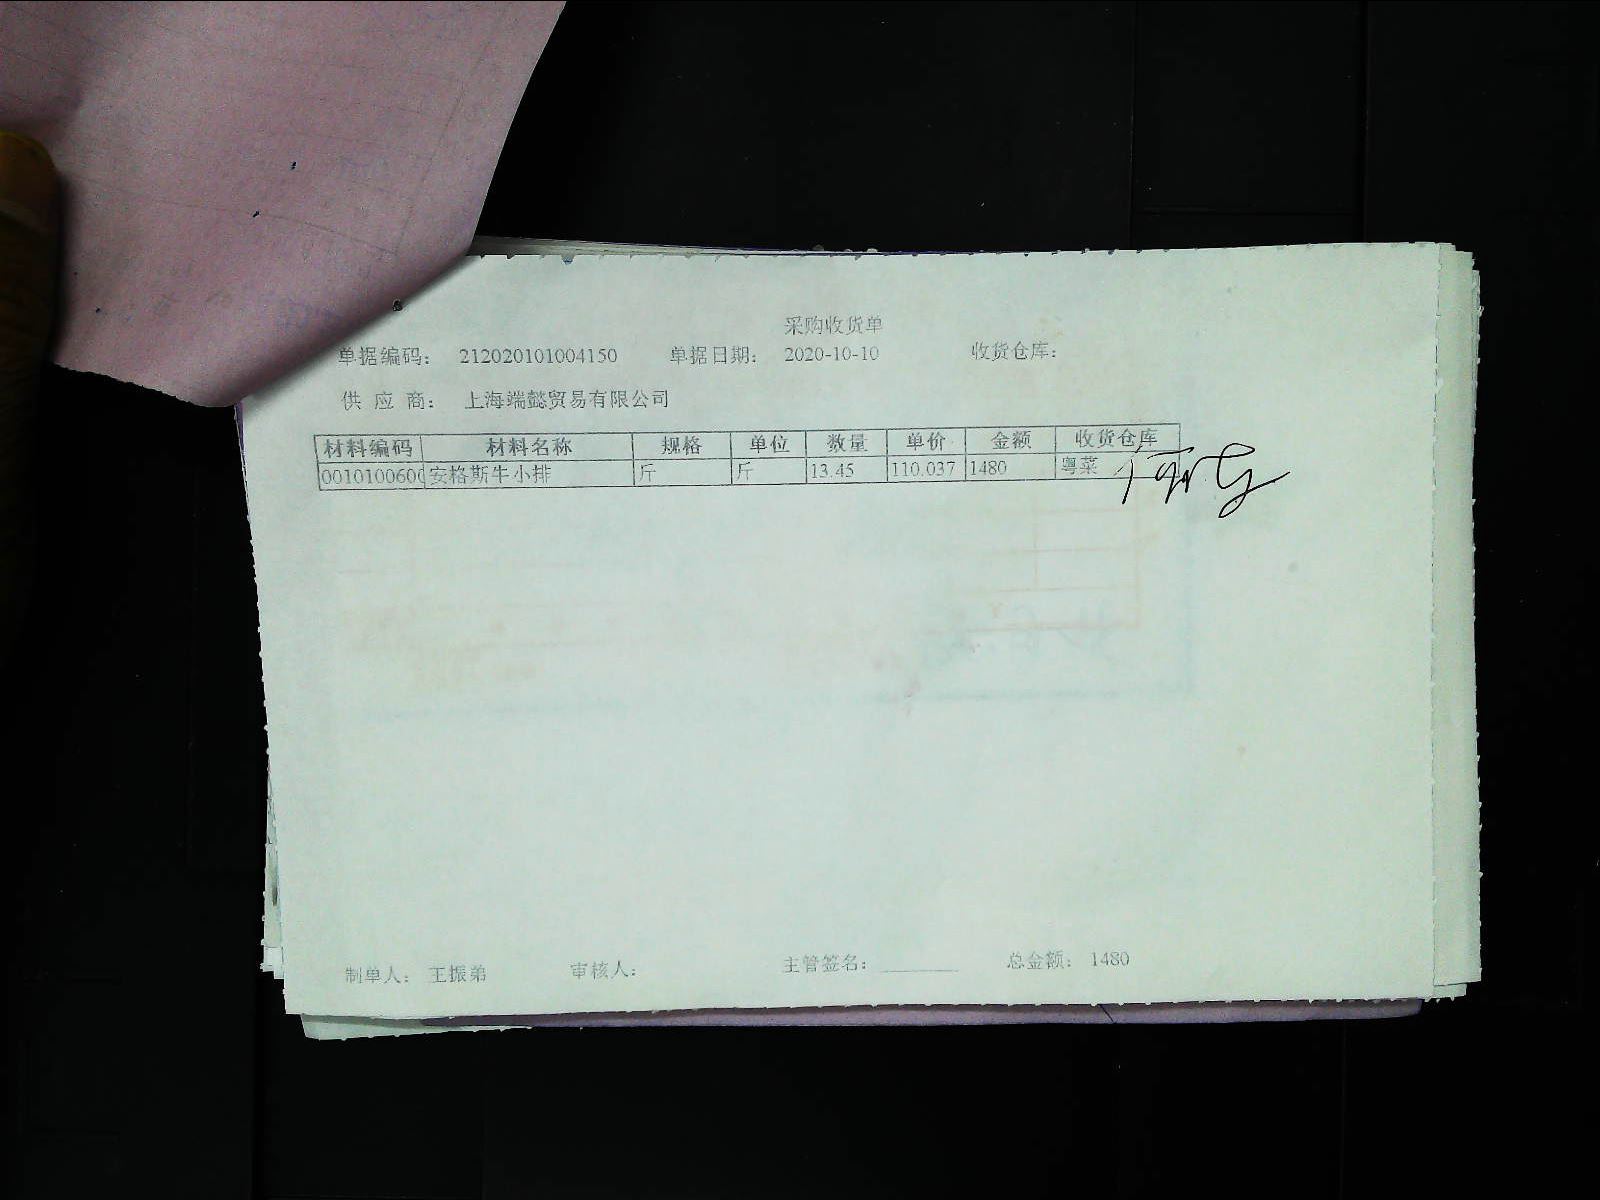 采购收货单
单据编码： 212020101004150 单据日期： 2020-10-10 收货仓库：
供 应 商： 上海端懿贸易有限公司
材料编码 材料名称 规格 单位 数量 单价 金额 收货仓库
0010100600 安格斯牛小排 斤 斤 13.45 110.037 1480 粤菜
制单人： 王振弟 审核人： 主管签名： 总金额： 1480